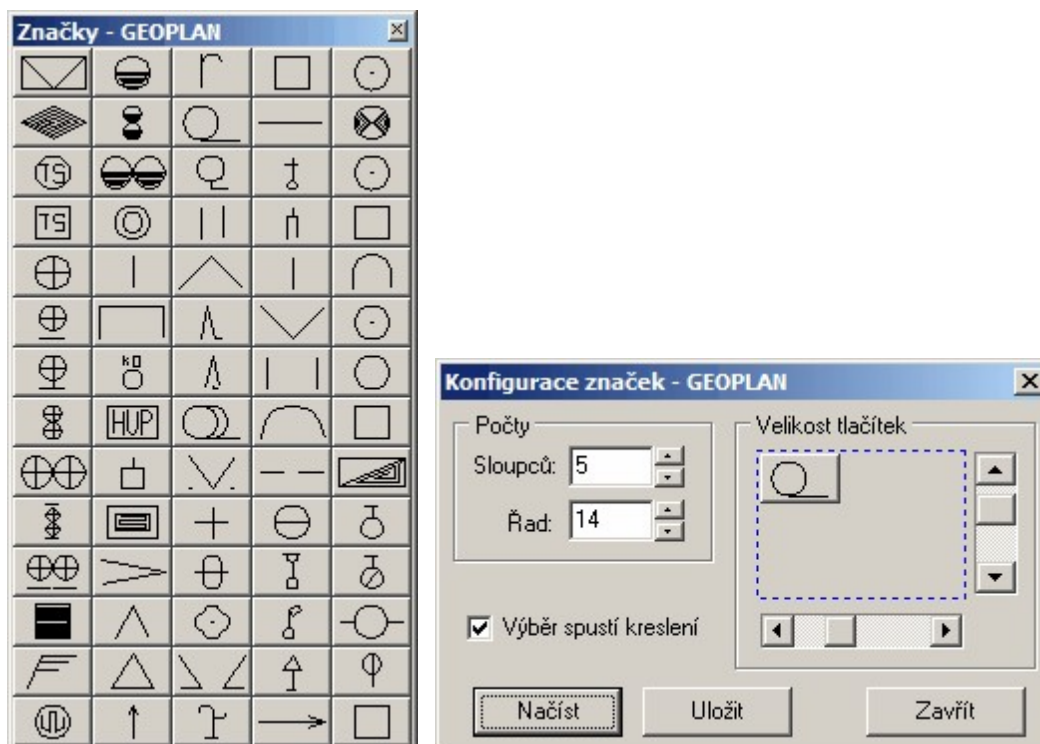 Značky - GEOPLAN
TS
TS
KO
HUP
Konfigurace značek - GEOPLAN
Počty
Sloupců: 5
Řad: 14
Velikost tlačítek
Výběr spustí kreslení
Načíst
Uložit
Zavřít